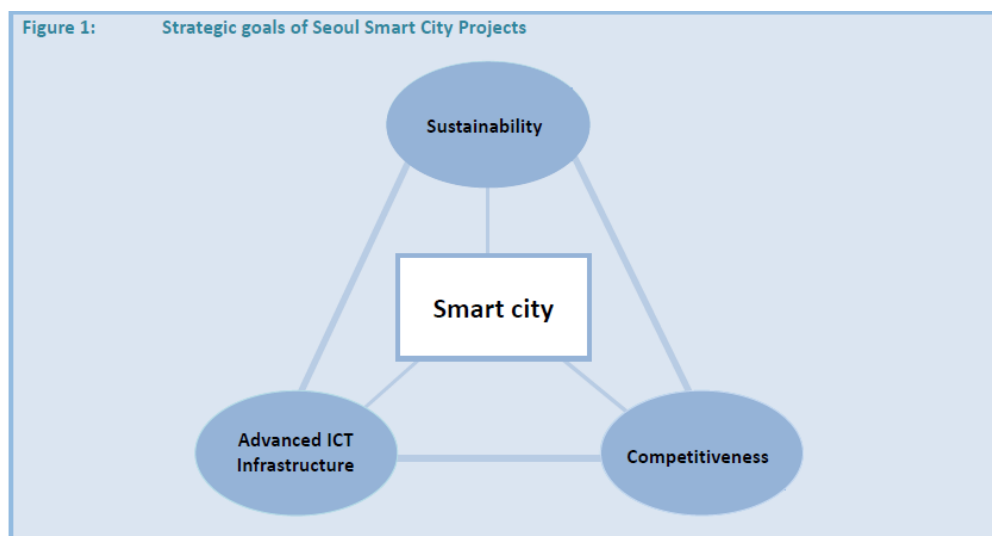 Figure 1: Strategic goals of Seoul Smart City Projects
Sustainability
Smart city
Advanced ICT
Infrastructure
Competitiveness